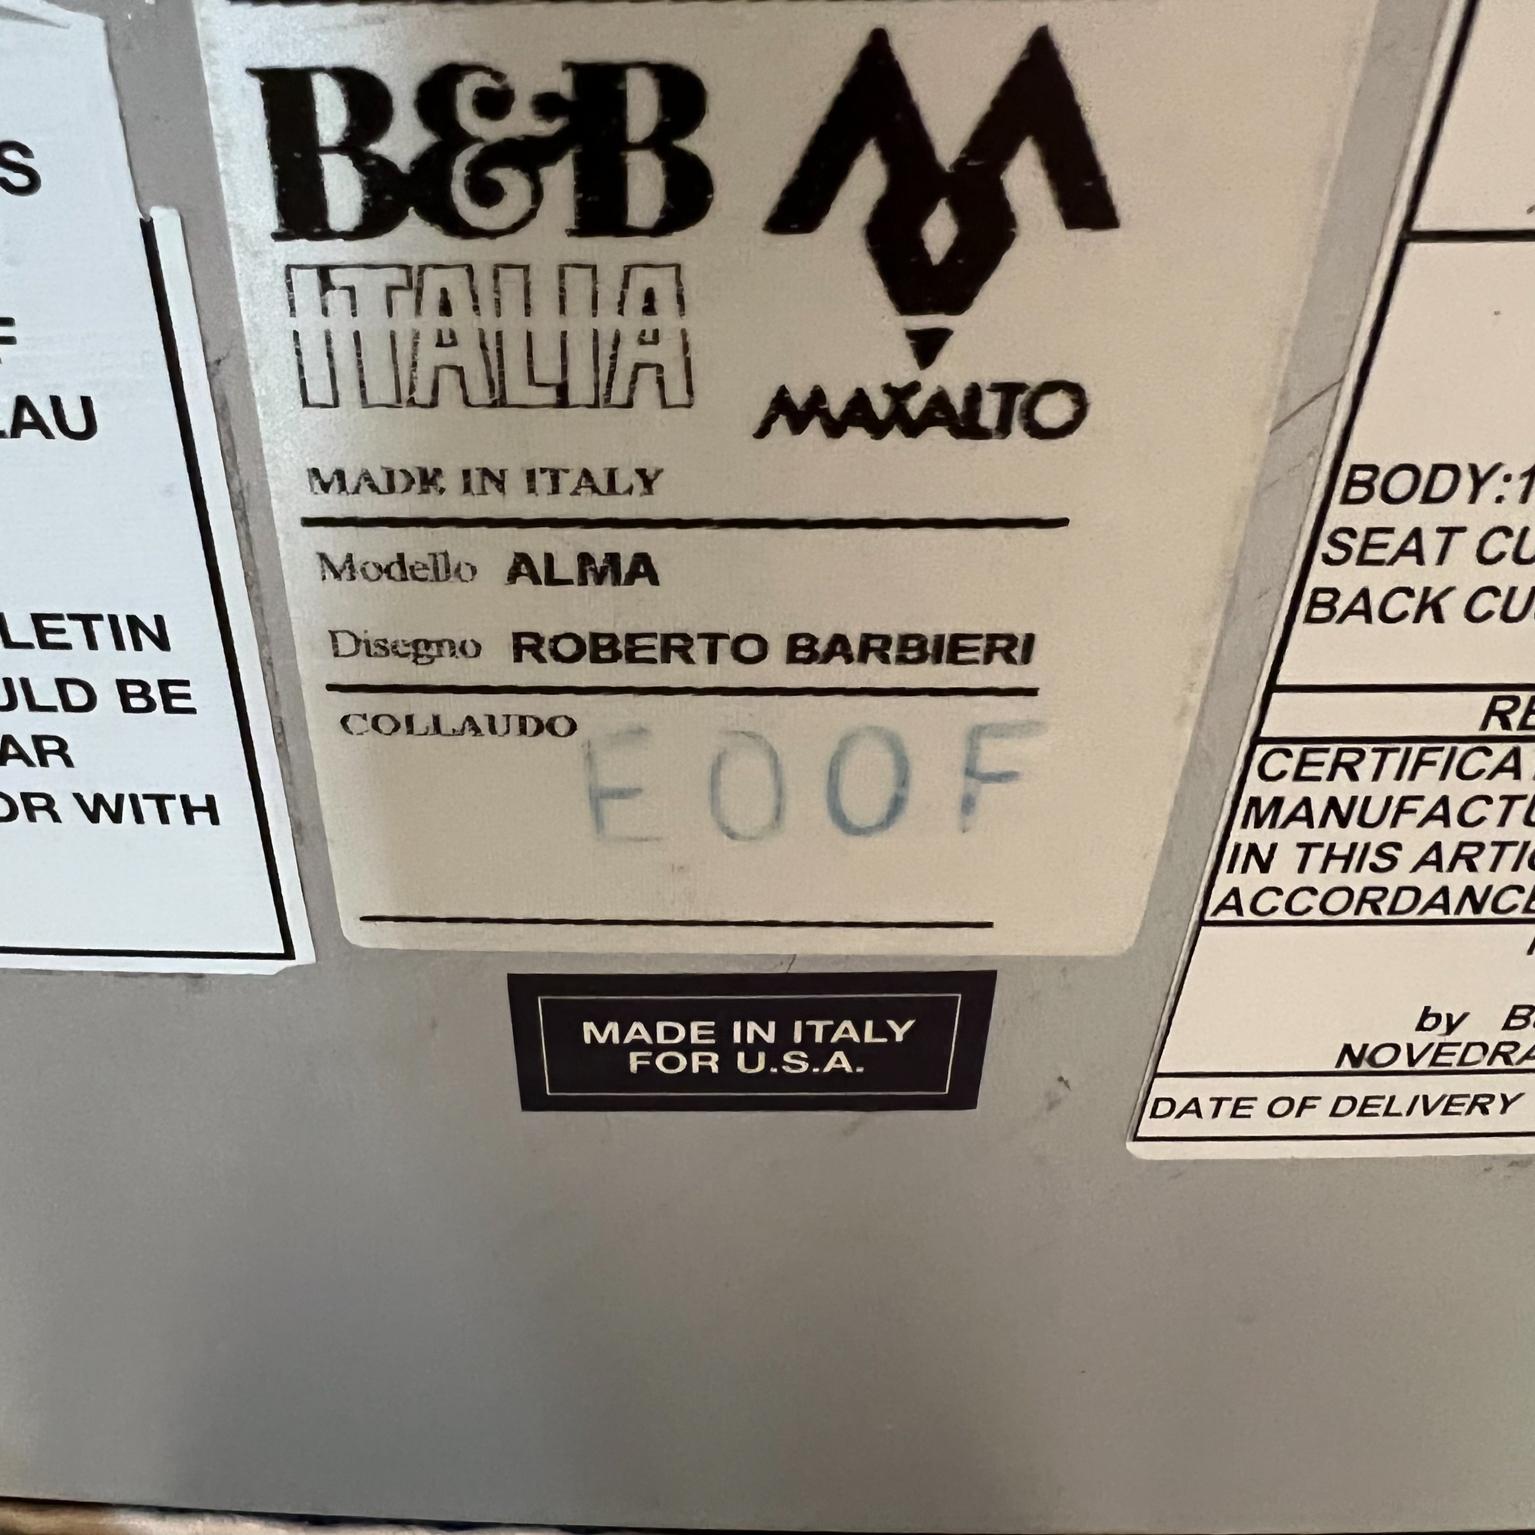 S
F
LAU
LETIN
ULD BE
AR
OR WITH
B&B
ITALIA
MAXALTO
MADE IN ITALY
Modello ALMA
Disegno ROBERTO BARBIERI
COLLAUDO
E00F
MADE IN ITALY
FOR U.S.A.
BODY:1
SEAT CU
BACK CU
RE
CERTIFICAT
MANUFACTU
IN THIS ARTIC
ACCORDANCE
by B
NOVEDRA
DATE OF DELIVERY